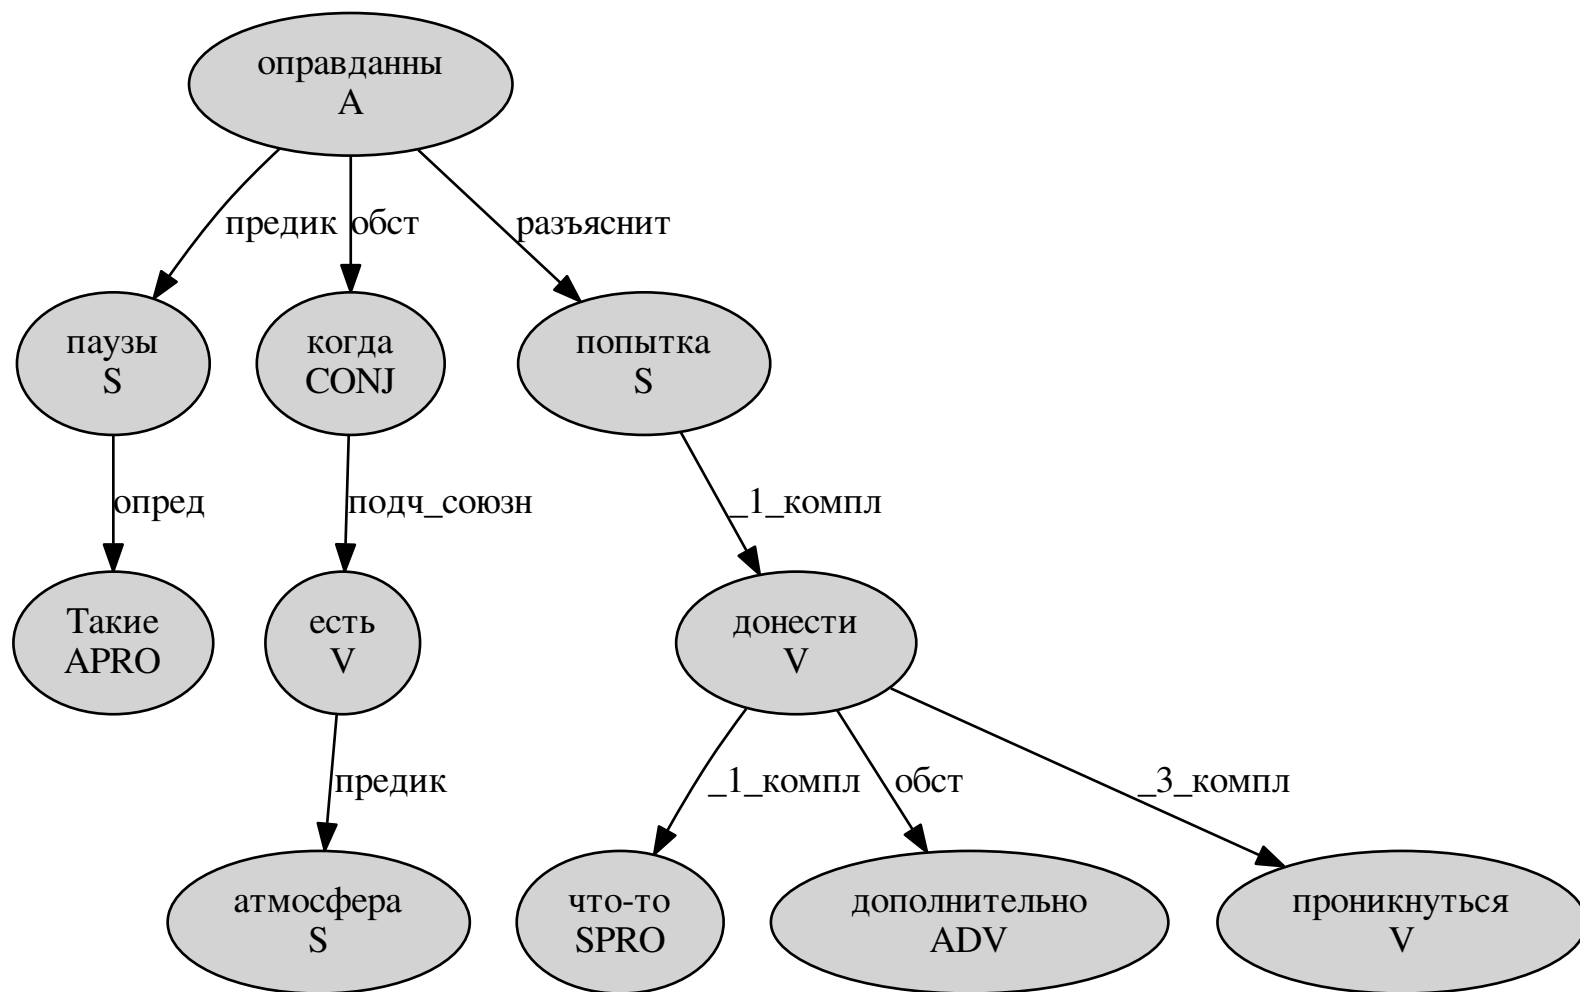 оправданны
A
предик
обст
разъяснит
паузы
S
когда
CONJ
попытка
S
опред
подч_союзн
_1_компл
Такие
APRO
есть
V
донести
V
предик
_1_компл
обст
_3_компл
атмосфера
S
что-то
SPRO
дополнительно
ADV
проникнуться
V